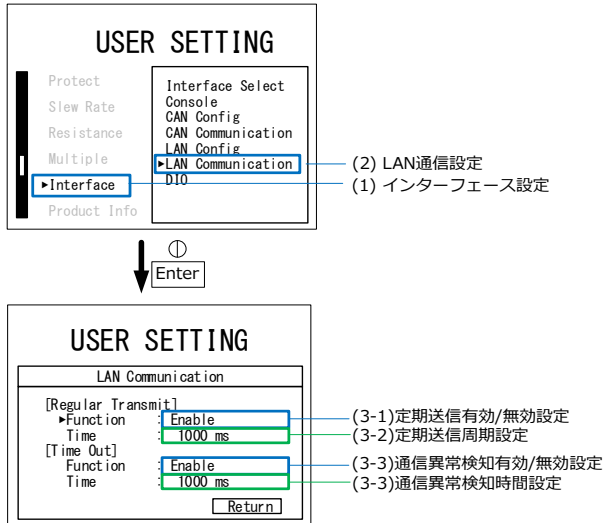 USER SETTING
Protect
Slew Rate
Resistance
Multiple
▶Interface
Product Info
Interface Select
Console
CAN Config
CAN Communication
LAN Config
▶LAN Communication
DIO
(2) LAN通信設定
(1) インターフェース設定
Enter
USER SETTING
LAN Communication
[Regular Transmit]
▶Function : Enable
Time : 1000 ms
[Time Out]
Function : Enable
Time : 1000 ms
Return
(3-1)定期送信有効/無効設定
(3-2)定期送信周期設定
(3-3)通信異常検知有効/無効設定
(3-3)通信異常検知時間設定